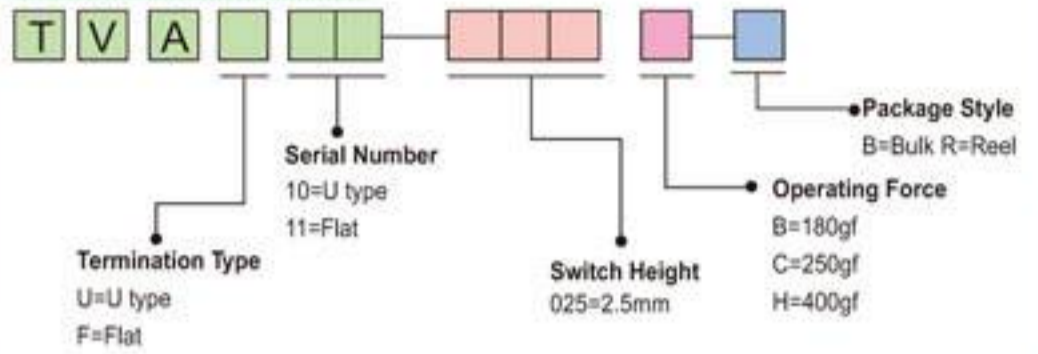 T V A
Package Style
B=Bulk R=Reel
Serial Number
10=U type
11=Flat
Operating Force
B=180gf
C=250gf
H=400gf
Termination Type
U=U type
F=Flat
Switch Height
025=2.5mm